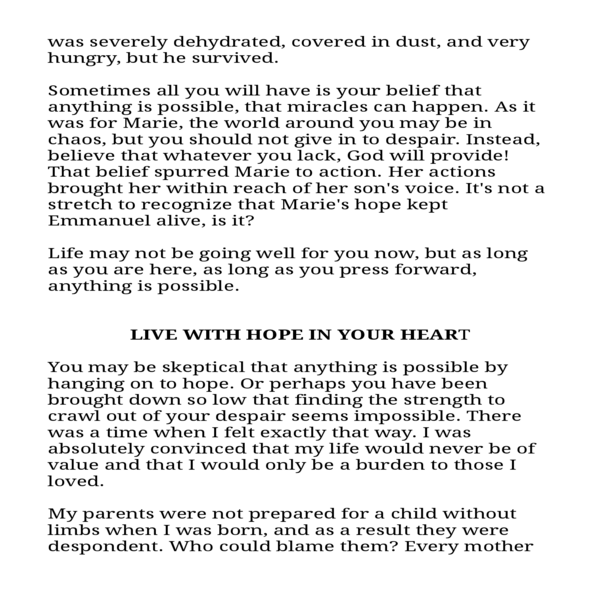 was severely dehydrated, covered in dust, and very
hungry, but he survived.
Sometimes all you will have is your belief that
anything is possible, that miracles can happen. As it
was for Marie, the world around you may be in
chaos, but you should not give in to despair. Instead,
believe that whatever you lack, God will provide!
That belief spurred Marie to action. Her actions
brought her within reach of her son's voice. It's not a
stretch to recognize that Marie's hope kept
Emmanuel alive, is it?
Life may not be going well for you now, but as long
as you are here, as long as you press forward,
anything is possible.
LIVE WITH HOPE IN YOUR HEART
You may be skeptical that anything is possible by
hanging on to hope. Or perhaps you have been
brought down so low that finding the strength to
crawl out of your despair seems impossible. There
was a time when I felt exactly that way. I was
absolutely convinced that my life would never be of
value and that I would only be a burden to those I
loved.
My parents were not prepared for a child without
limbs when I was born, and as a result they were
despondent. Who could blame them? Every mother